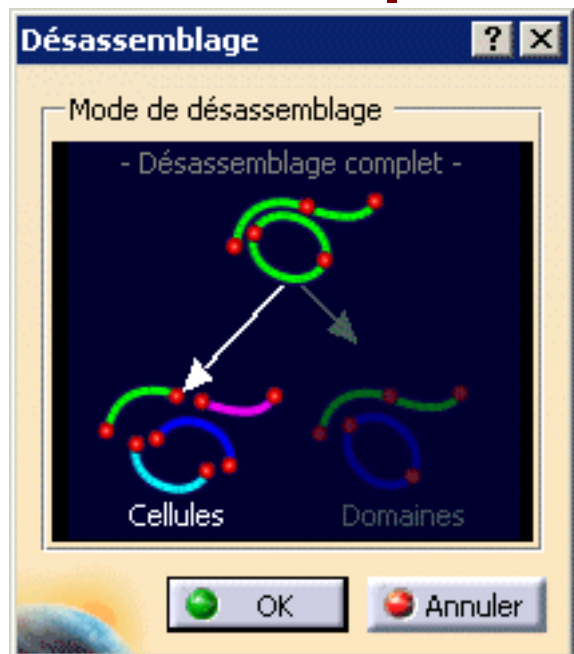 Désassemblage
Mode de désassemblage
- Désassemblage complet -
Cellules Domaines
OK Annuler